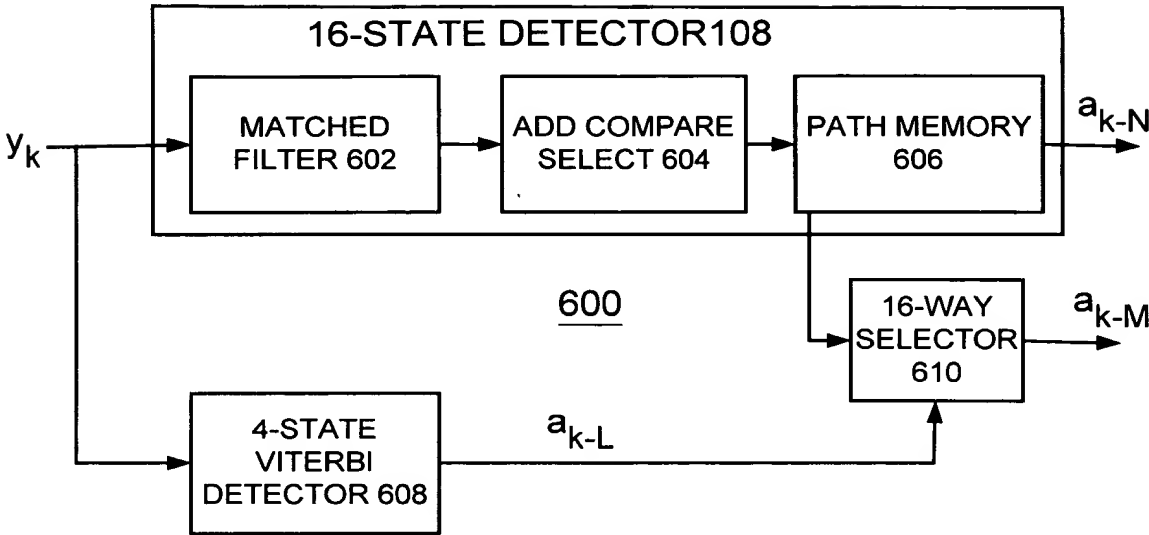 16-STATE DETECTOR108
y_k
MATCHED
FILTER 602
ADD COMPARE
SELECT 604
PATH MEMORY
606
a_{k-N}
600
16-WAY
SELECTOR
610
a_{k-M}
4-STATE
VITERBI
DETECTOR 608
a_{k-L}